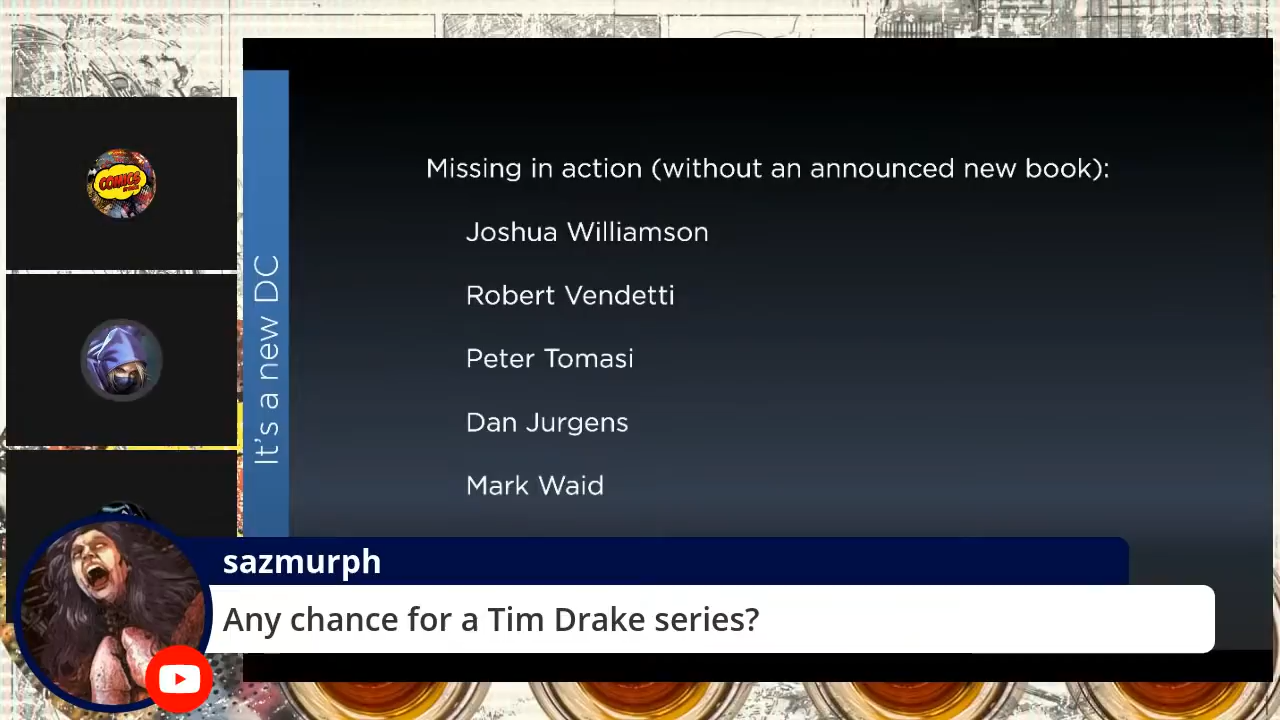 COMICS
Missing in action (without an announced new book):
Joshua Williamson
Robert Vendetti
Peter Tomasi
Dan Jurgens
Mark Waid
It's a new DC
sazmurph
Any chance for a Tim Drake series?